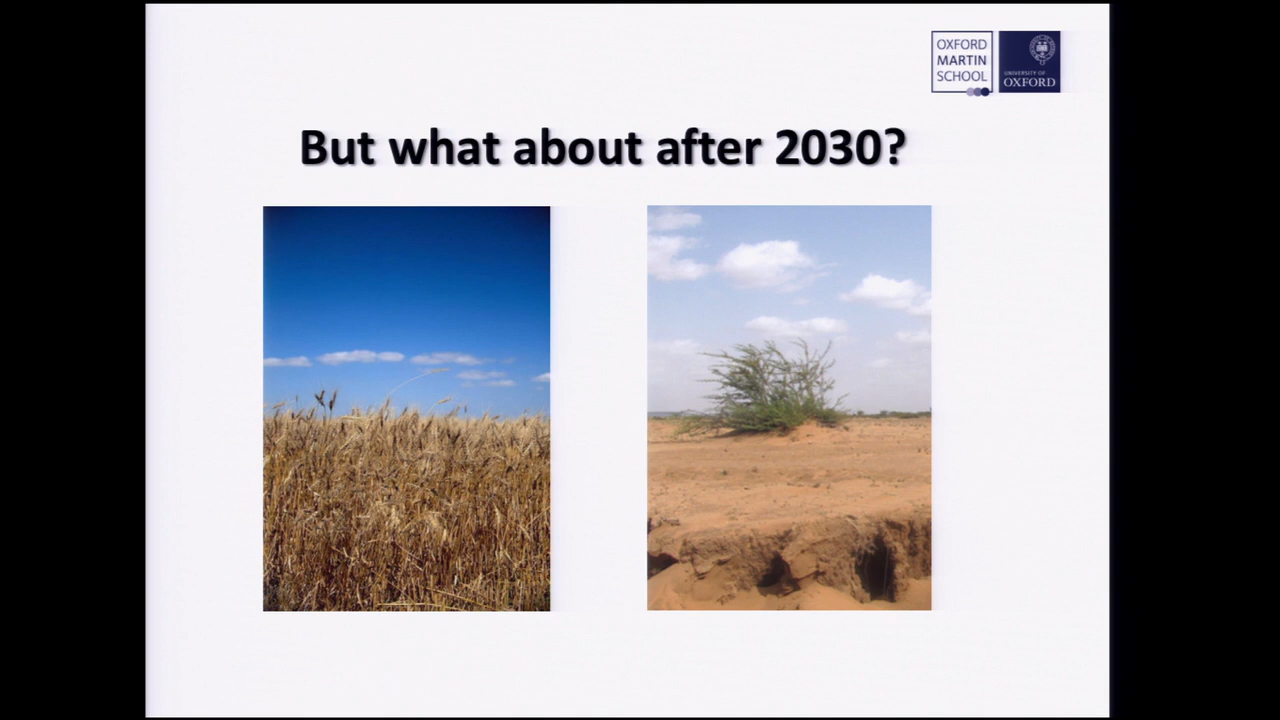 OXFORD
MARTIN
SCHOOL
UNIVERSITY OF
OXFORD
But what about after 2030?